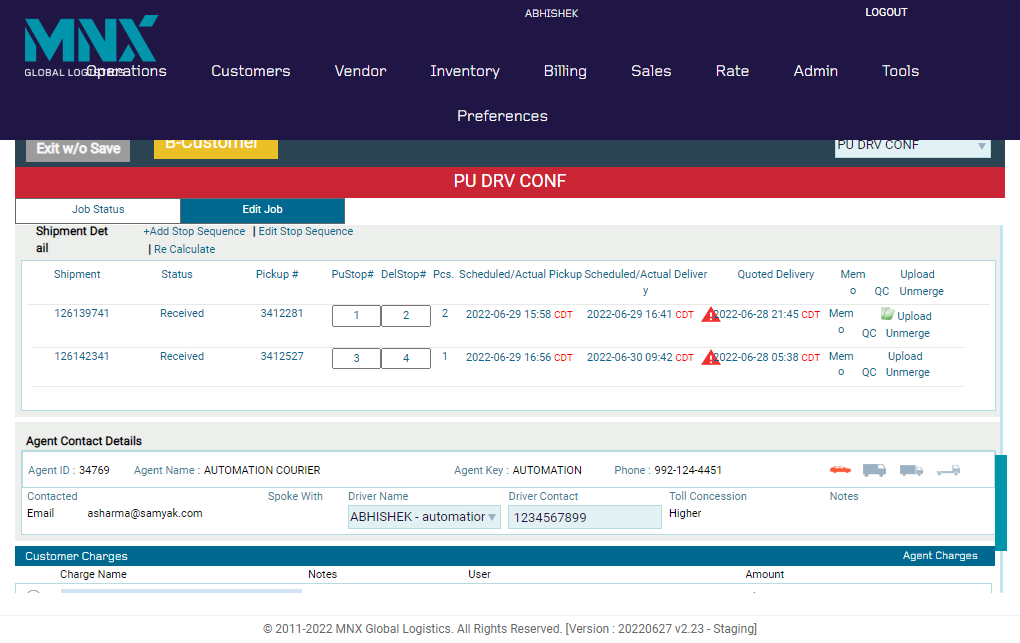 ABHISHEK
LOGOUT
MNX
GLOBAL LOGISTICS
Operations Customers Vendor Inventory Billing Sales Rate Admin Tools
Preferences
Exit w/o Save B-Customer PU DRV CONF
PU DRV CONF
Job Status Edit Job
Shipment Det +Add Stop Sequence | Edit Stop Sequence
ail | Re Calculate
Shipment Status Pickup # PuStop# DelStop# Pcs. Scheduled/Actual Pickup Scheduled/Actual Deliver Quoted Delivery Mem Upload
y o QC Unmerge
126139741 Received 3412281 1 2 2 2022-06-29 15:58 CDT 2022-06-29 16:41 CDT 2022-06-28 21:45 CDT Mem Upload
o QC Unmerge
126142341 Received 3412527 3 4 1 2022-06-29 16:56 CDT 2022-06-30 09:42 CDT 2022-06-28 05:38 CDT Mem Upload
o QC Unmerge
Agent Contact Details
Agent ID : 34769 Agent Name : AUTOMATION COURIER Agent Key : AUTOMATION Phone : 992-124-4451
Contacted Spoke With Driver Name Driver Contact Toll Concession Notes
Email asharma@samyak.com ABHISHEK - automation 1234567899 Higher
Customer Charges Agent Charges
Charge Name Notes User Amount
© 2011-2022 MNX Global Logistics. All Rights Reserved. [Version : 20220627 v2.23 - Staging]